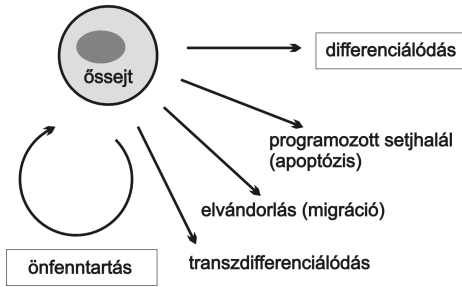 őssejt
differenciálódás
programozott setjhalál
(apoptózis)
elvándorlás (migráció)
transzdifferenciálódás
önfenntartás